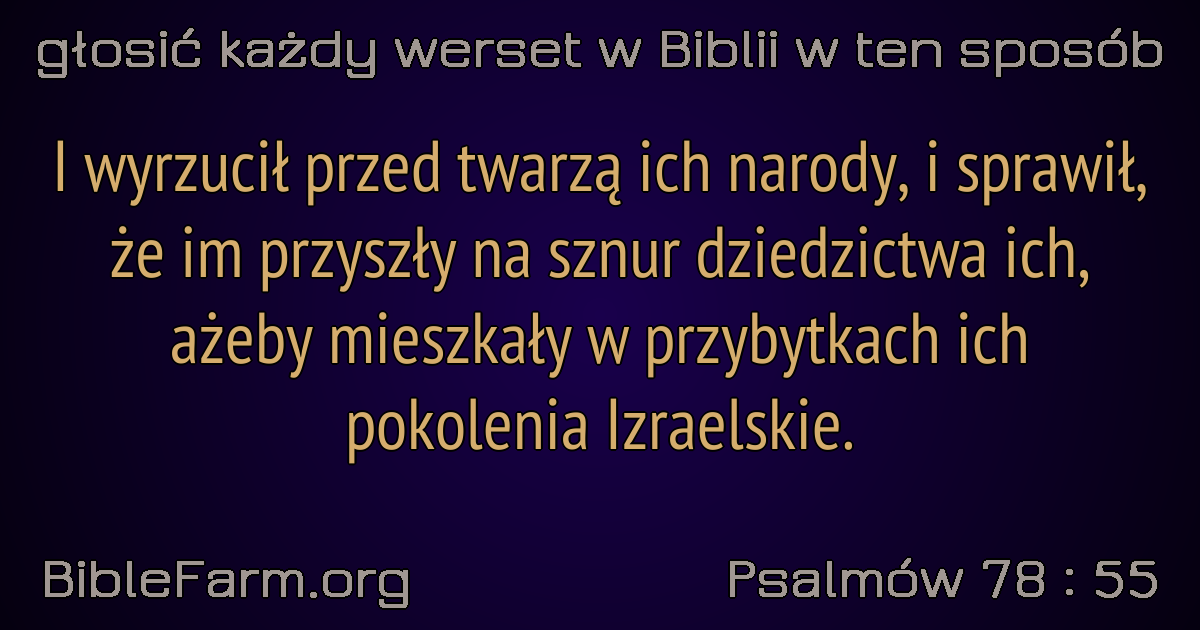 głosić każdy werset w Biblii w ten sposób
I wyrzucił przed twarzą ich narody, i sprawił,
że im przyszły na sznur dziedzictwa ich,
ażeby mieszkały w przybytkach ich
pokolenia Izraelskie.
BibleFarm.org
Psalmów 78 : 55